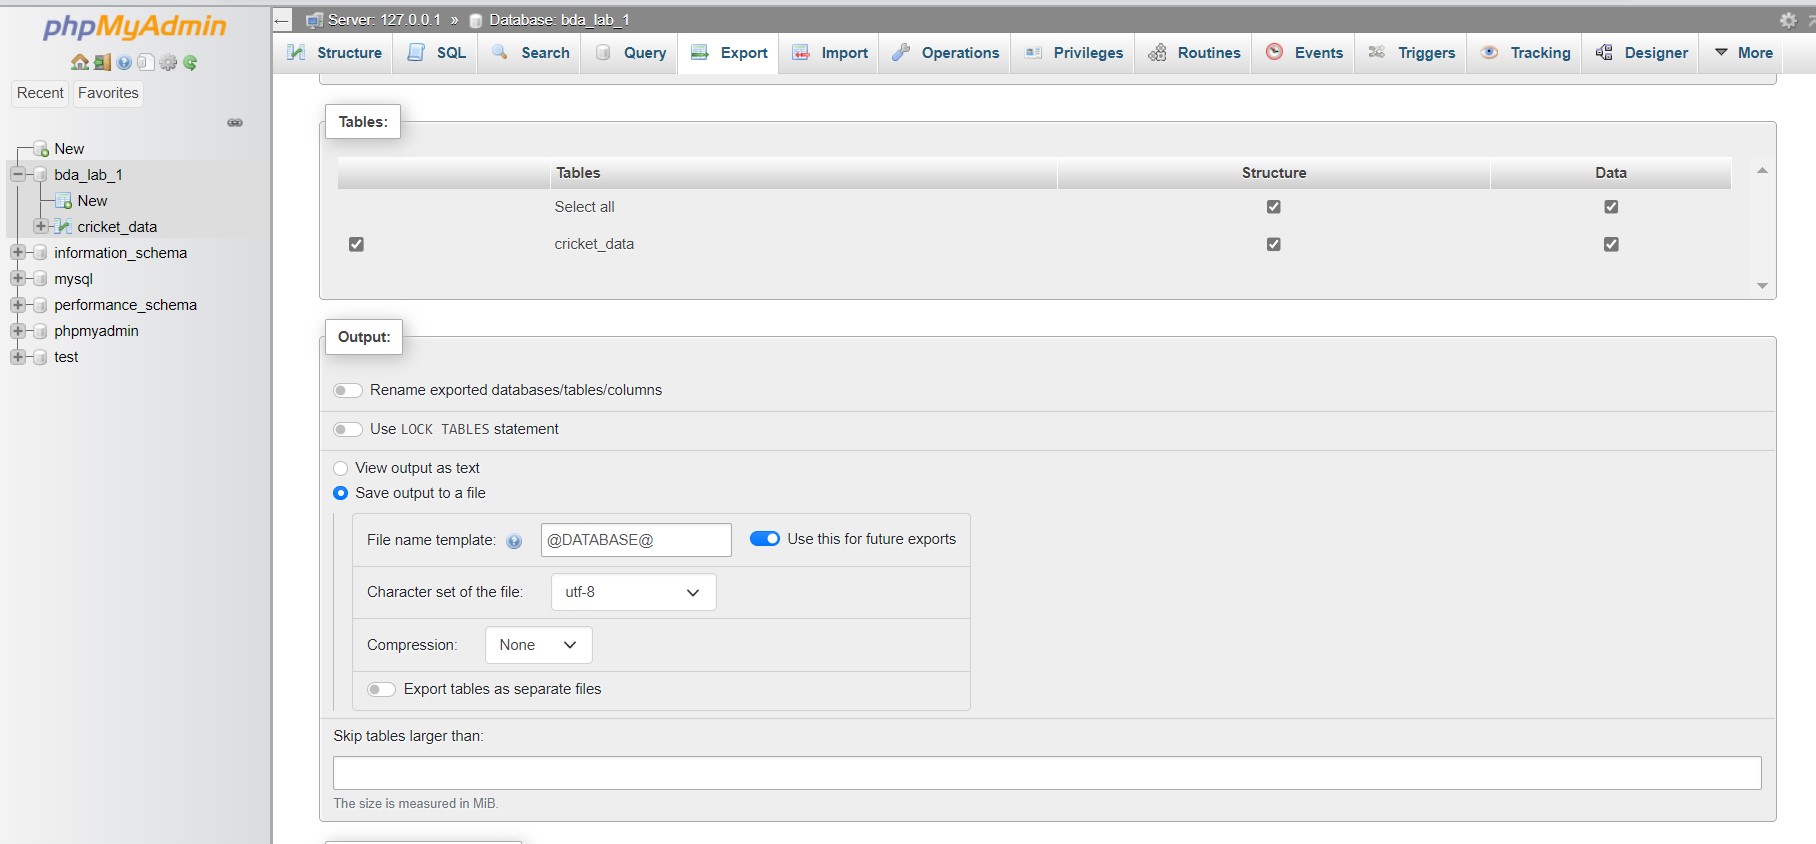 phpMyAdmin
Recent Favorites
New
bda_lab_1
New
cricket_data
information_schema
mysql
performance_schema
phpmyadmin
test
Server: 127.0.0.1 » Database: bda_lab_1
Structure SQL Search Query Export Import Operations Privileges Routines Events Triggers Tracking Designer More
Tables:
Tables Structure Data
Select all
cricket_data
Output:
Rename exported databases/tables/columns
Use LOCK TABLES statement
View output as text
Save output to a file
File name template: @DATABASE@ Use this for future exports
Character set of the file: utf-8
Compression: None
Export tables as separate files
Skip tables larger than:
The size is measured in MiB.